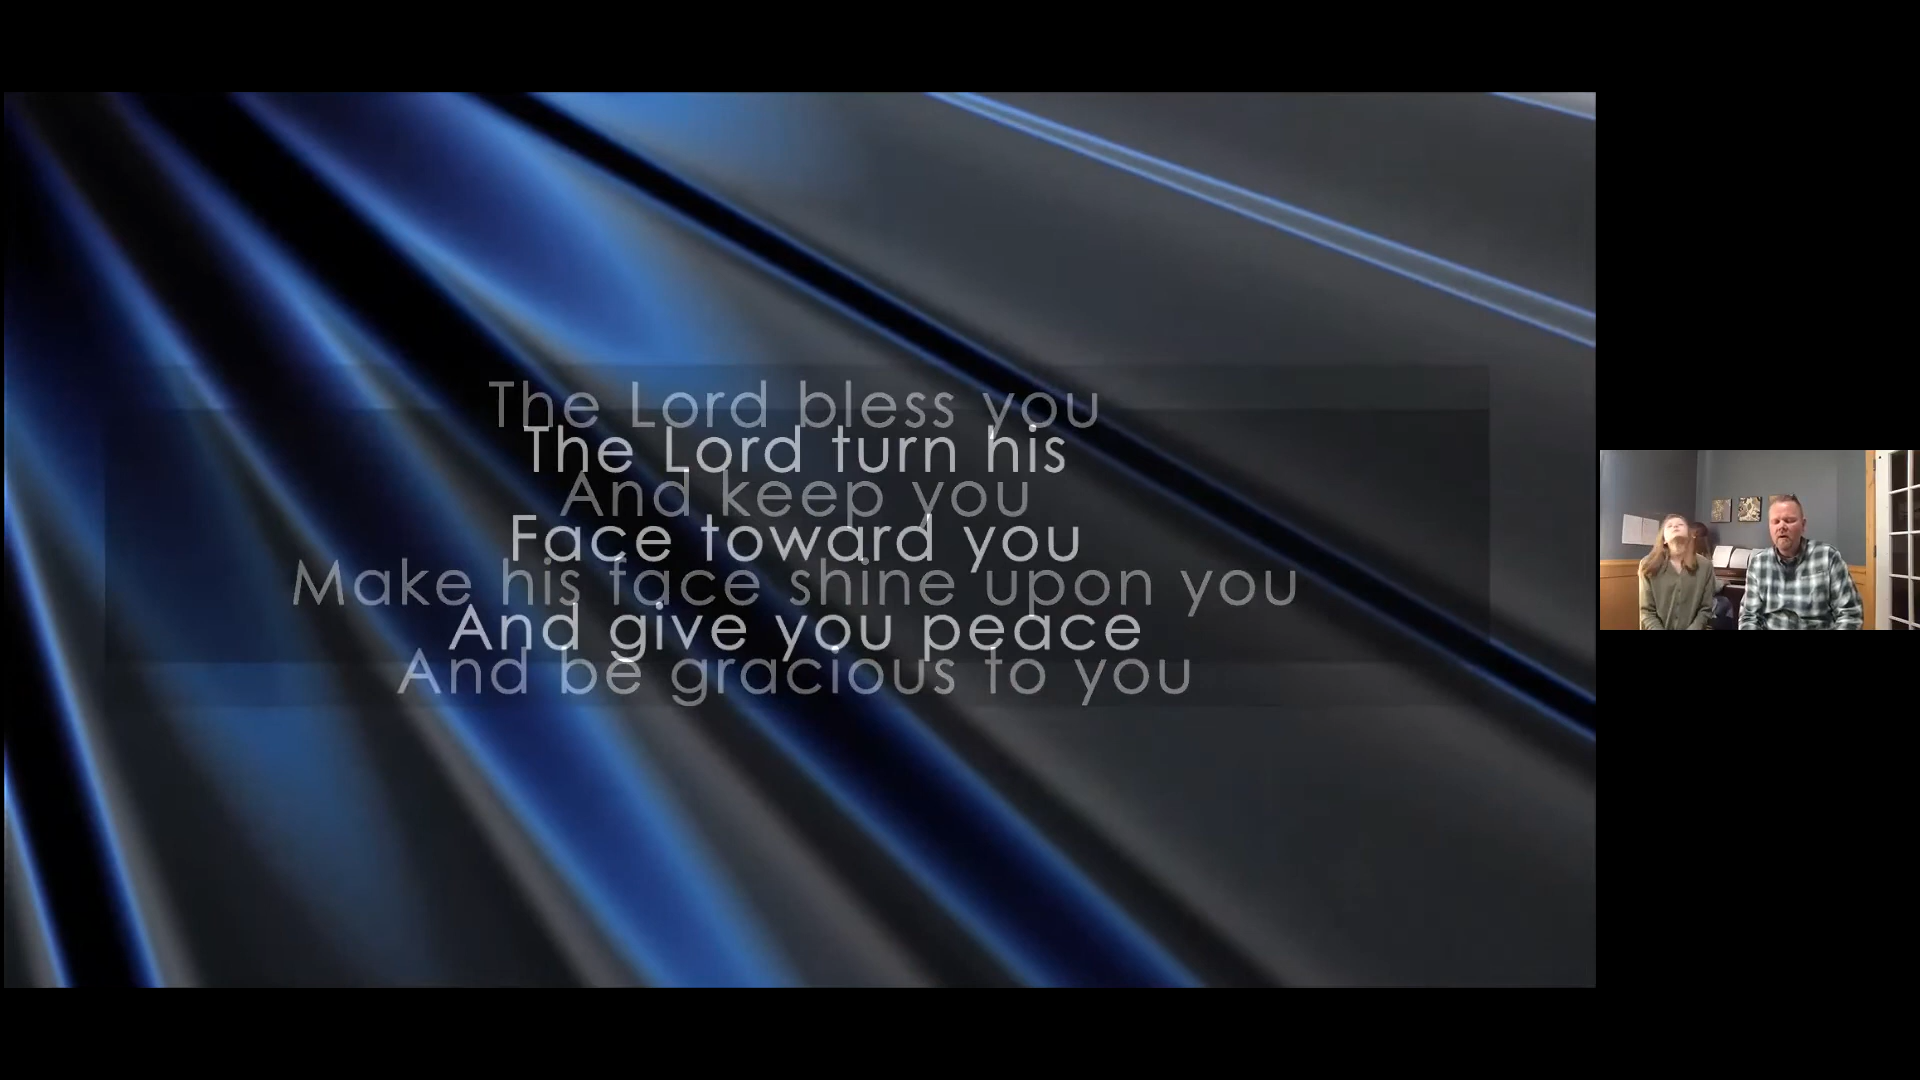 The Lord bless you
The Lord turn his
And keep you
Face toward you
Make his face shine upon you
And give you peace
And be gracious to you